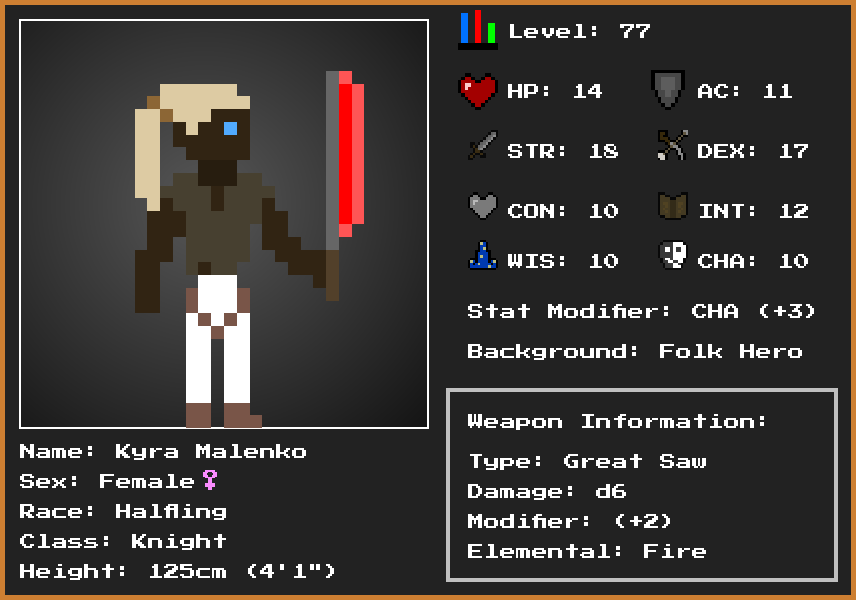 Level: 77
HP: 14 AC: 11
STR: 18 DEX: 17
CON: 10 INT: 12
WIS: 10 CHA: 10
Stat Modifier: CHA (+3)
Background: Folk Hero
Weapon Information:
Type: Great Saw
Damage: d6
Modifier: (+2)
Elemental: Fire
Name: Kyra Malenko
Sex: Female♀
Race: Halfling
Class: Knight
Height: 125cm (4'1")